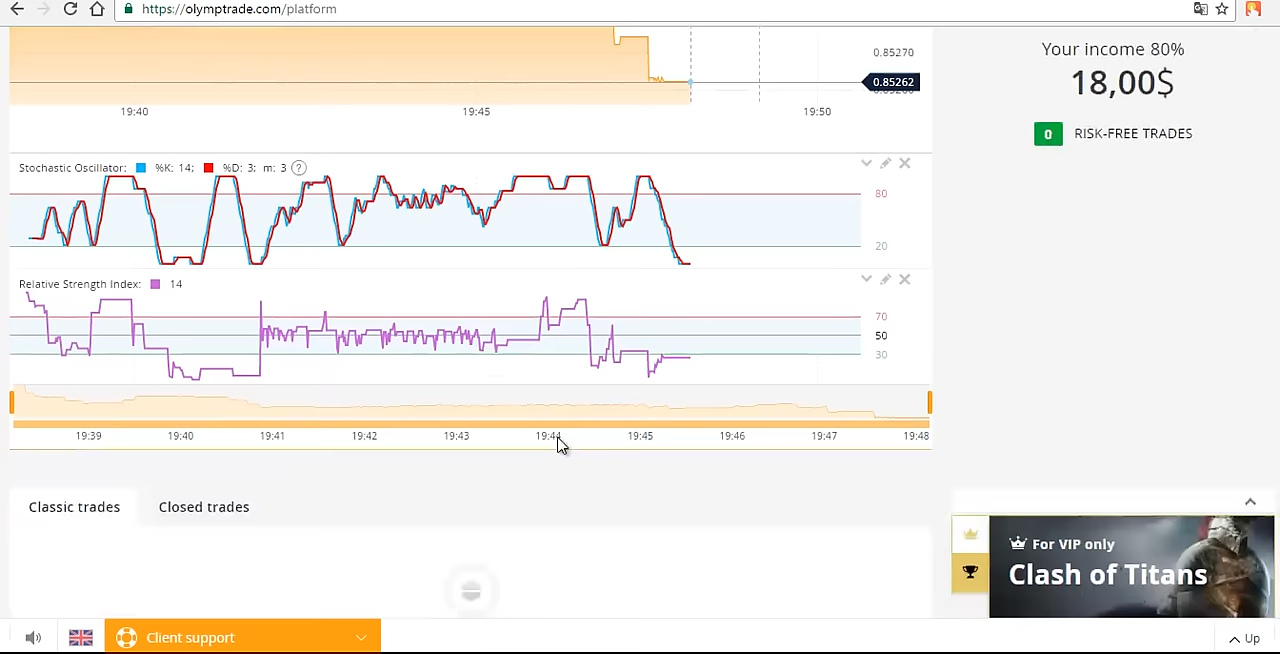 https://olymptrade.com/platform
0.85270
0.85262
19:40 19:45 19:50
Your income 80%
18,00$
0 RISK-FREE TRADES
Stochastic Oscillator: %K: 14; %D: 3; m: 3 ?
80
20
Relative Strength Index: 14
70
50
30
19:39 19:40 19:41 19:42 19:43 19:44 19:45 19:46 19:47 19:48
Classic trades Closed trades
For VIP only
Clash of Titans
Client support
Up